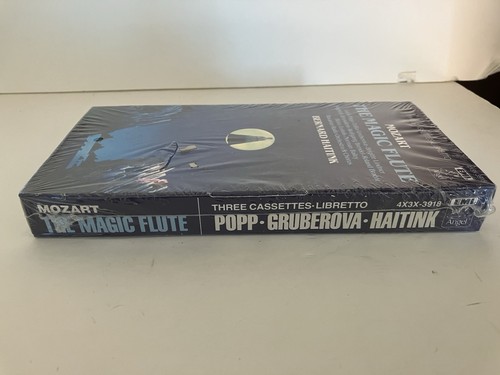 MOZART
THE MAGIC FLUTE
BERNARD HAITINK
MOZART
THE MAGIC FLUTE
THREE CASSETTES·LIBRETTO
4X3X-3918
EMI
POPP·GRUBEROVA·HAITINK
Angel